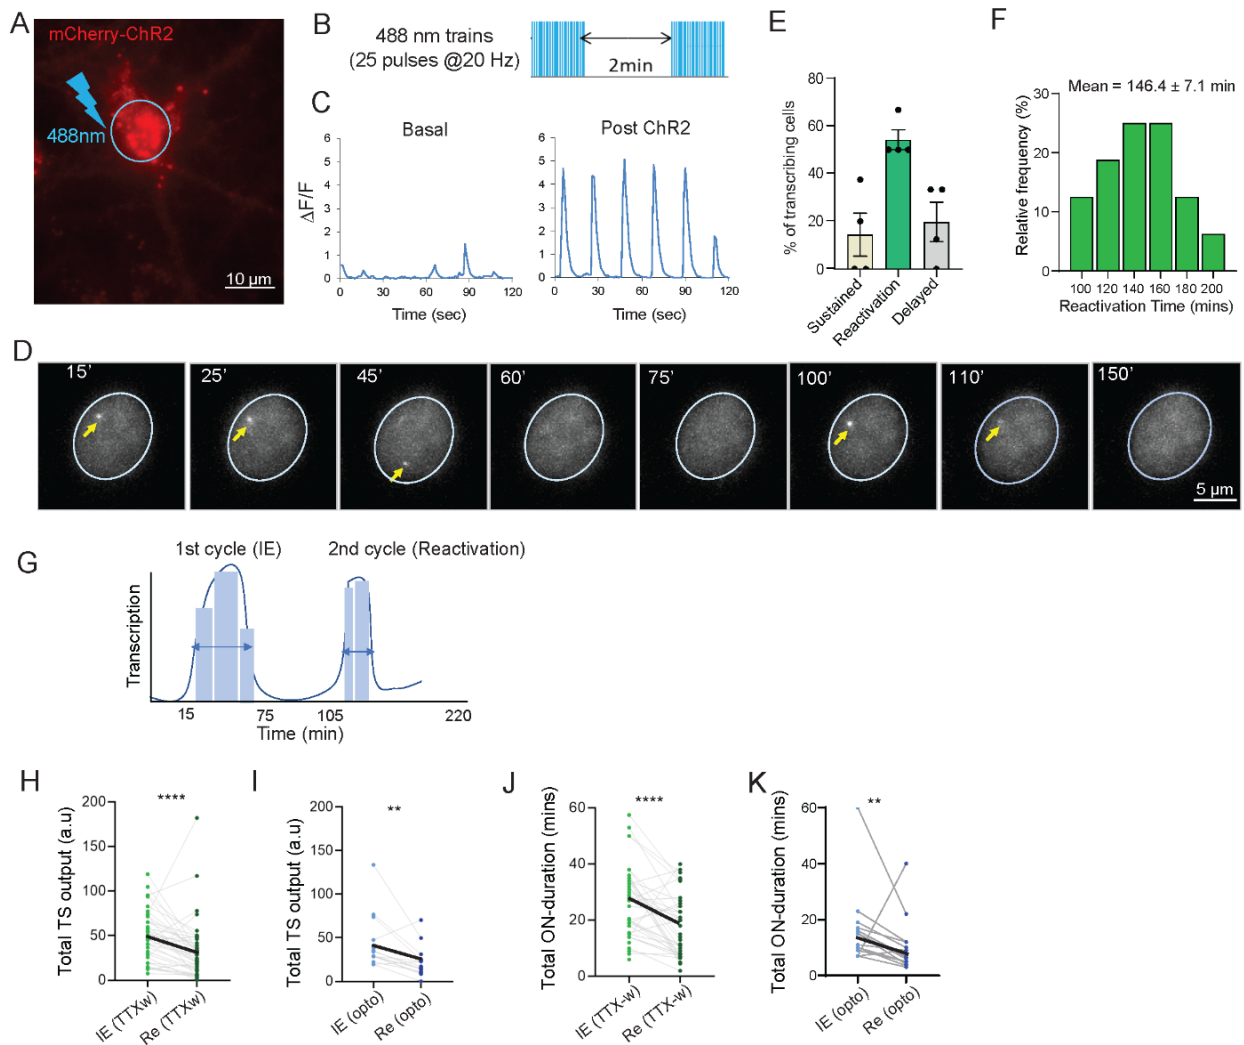 A
mCherry-ChR2
488nm
10 µm
B
488 nm trains
(25 pulses @20 Hz)
2min
C
Basal
Post ChR2
ΔF/F
6
5
4
3
2
1
0
0 30 60 90 120
Time (sec)
6
5
4
3
2
1
0
0 30 60 90 120
Time (sec)
E
% of transcribing cells
80
60
40
20
0
Sustained
Reactivation
Delayed
F
Mean = 146.4 ± 7.1 min
Relative frequency (%)
30
20
10
0
100 120 140 160 180 200
Reactivation Time (mins)
D
15’
25’
45’
60’
75’
100’
110’
150’
5 µm
G
1st cycle (IE)
2nd cycle (Reactivation)
Transcription
15 75 105 220
Time (min)
H
****
Total TS output (a.u)
200
150
100
50
0
IE (TTXw)
Re (TTXw)
I
**
Total TS output (a.u)
200
150
100
50
0
IE (opto)
Re (opto)
J
****
Total ON-duration (mins)
60
40
20
0
IE (TTX-w)
Re (TTX-w)
K
**
Total ON-duration (mins)
60
40
20
0
IE (opto)
Re (opto)